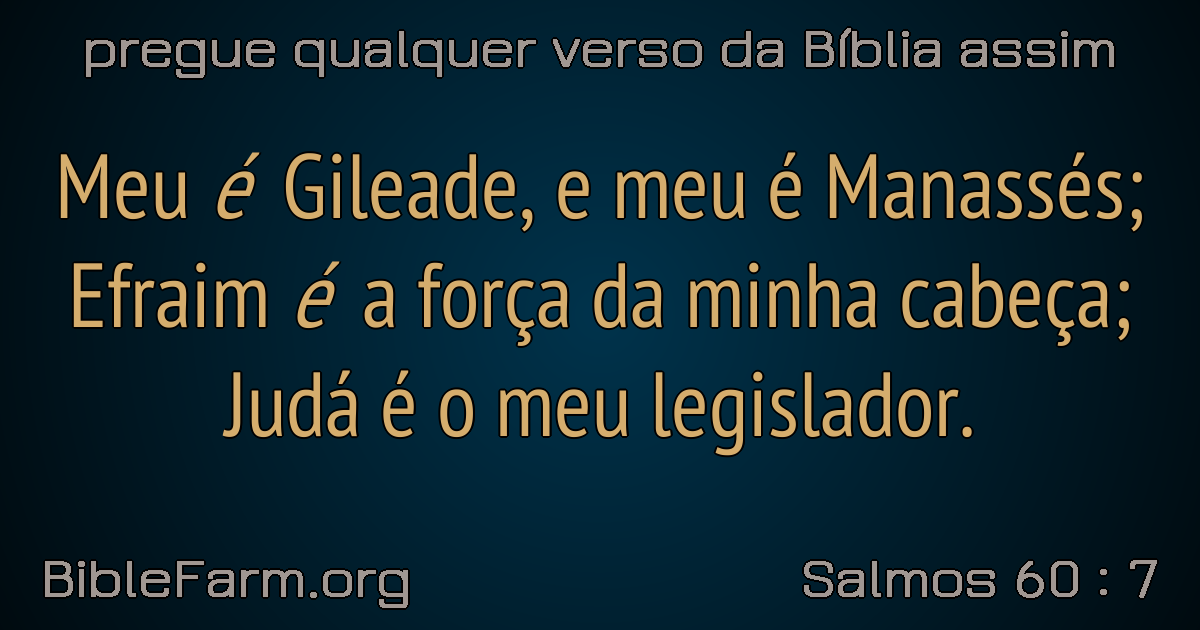 pregue qualquer verso da Bíblia assim
Meu é Gileade, e meu é Manassés;
Efraim é a força da minha cabeça;
Judá é o meu legislador.
BibleFarm.org
Salmos 60 : 7